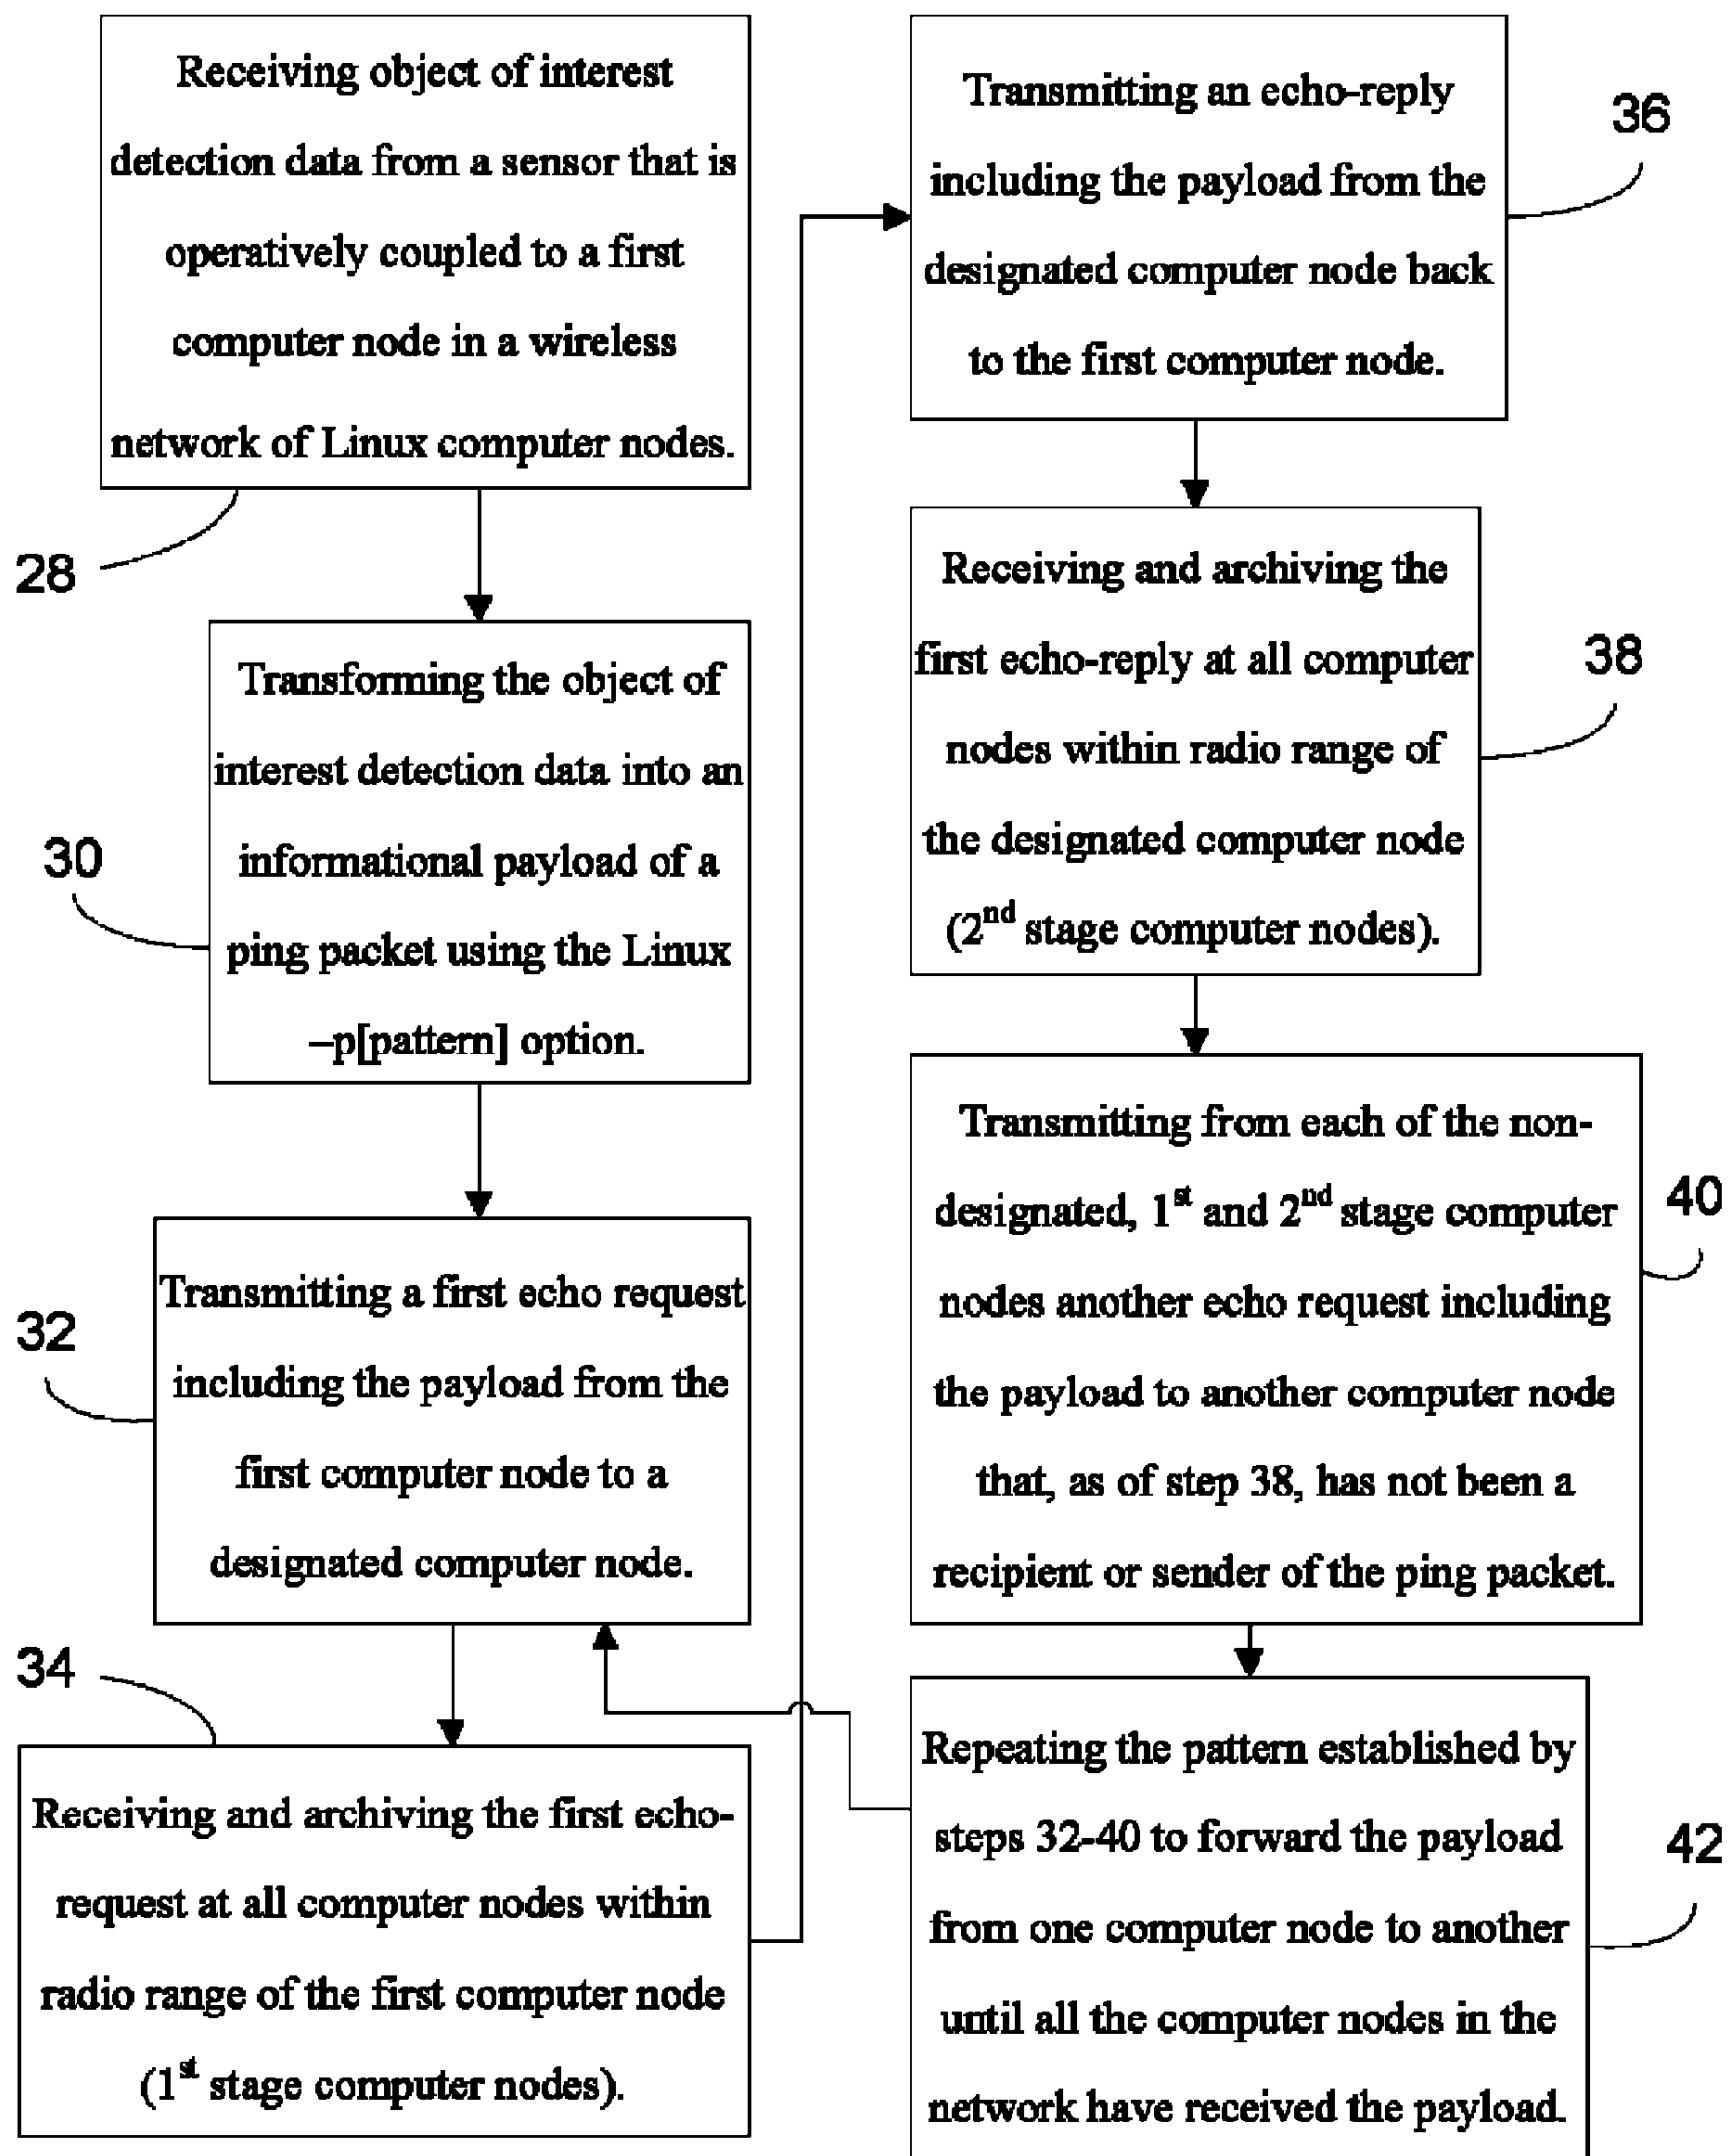 Receiving object of interest
detection data from a sensor that is
operatively coupled to a first
computer node in a wireless
network of Linux computer nodes.
28
Transforming the object of
interest detection data into an
informational payload of a
ping packet using the Linux
–p[pattern] option.
30
Transmitting a first echo request
including the payload from the
first computer node to a
designated computer node.
32
34
Receiving and archiving the first echo-
request at all computer nodes within
radio range of the first computer node
(1st stage computer nodes).
Transmitting an echo-reply
including the payload from the
designated computer node back
to the first computer node.
36
Receiving and archiving the
first echo-reply at all computer
nodes within radio range of
the designated computer node
(2nd stage computer nodes).
38
Transmitting from each of the non-
designated, 1st and 2nd stage computer
nodes another echo request including
the payload to another computer node
that, as of step 38, has not been a
recipient or sender of the ping packet.
40
Repeating the pattern established by
steps 32-40 to forward the payload
from one computer node to another
until all the computer nodes in the
network have received the payload.
42